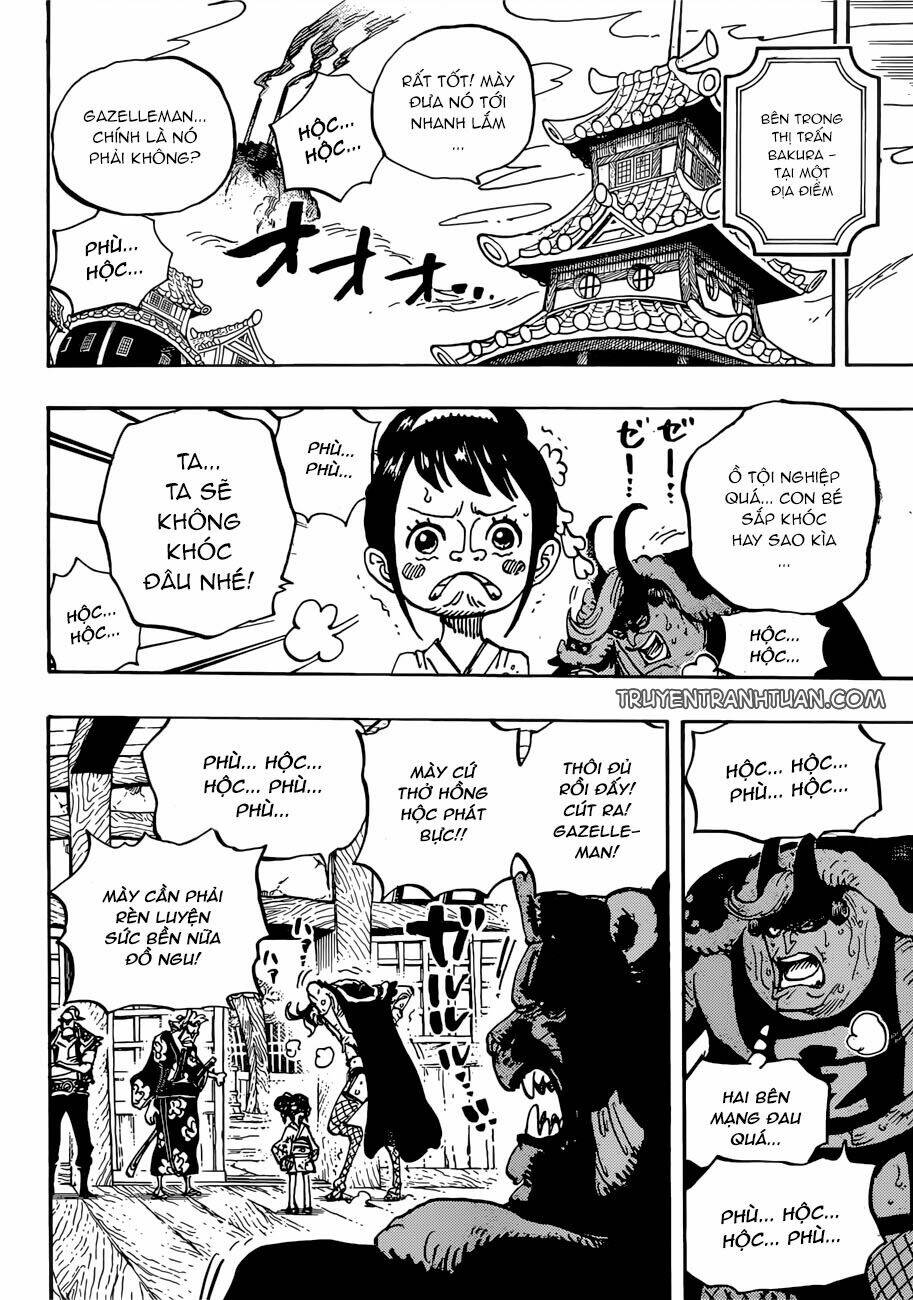 BÊN TRONG
THỊ TRẤN
BAKURA –
TẠI MỘT
ĐỊA ĐIỂM
RẤT TỐT! MÀY
ĐƯA NÓ TỚI
NHANH LẮM
...
HỘC...
HỘC...
GAZELLEMAN...
CHÍNH LÀ NÓ
PHẢI KHÔNG?
PHÙ...
HỘC...
オオオオ...
Ồ TỘI NGHIỆP
QUÁ... CON BÉ
SẮP KHÓC
HAY SAO KÌA
...
ゼー!
ゼー!
HỘC...
HỘC...
PHÙ...
PHÙ...
TA...
TA SẼ
KHÔNG
KHÓC
ĐÂU NHÉ!
HỘC...
HỘC...
TRUYENTRANHTUAN.COM
HỘC... HỘC...
PHÙ... HỘC...
HAI BÊN
MẠNG ĐAU
QUÁ...
PHÙ... HỘC...
HỘC... PHÙ...
THÔI ĐỦ
RỒI ĐẤY!
CÚT RA!
GAZELLE-
MAN!
MÀY CỨ
THỞ HỒNG
HỘC PHÁT
BỰC!!
PHÙ... HỘC...
HỘC... PHÙ...
PHÙ...
MÀY CẦN PHẢI
RÈN LUYỆN
SỨC BỀN NỮA
ĐỒ NGU!